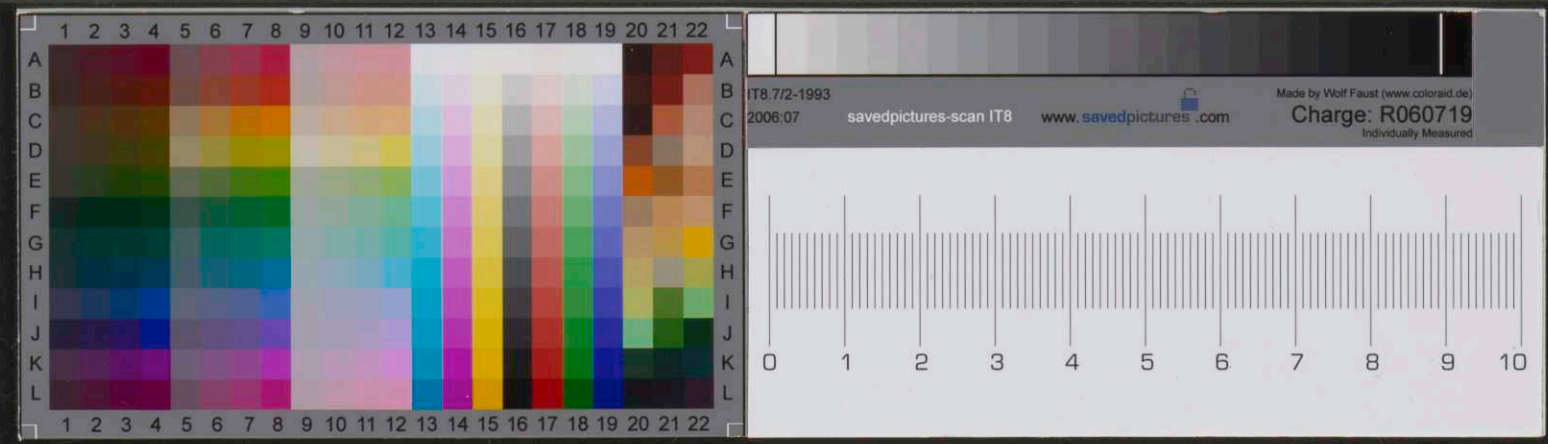 1 2 3 4 5 6 7 8 9 10 11 12 13 14 15 16 17 18 19 20 21 22
A A
B B
C C
D D
E E
F F
G G
H H
I I
J J
K K
L L
1 2 3 4 5 6 7 8 9 10 11 12 13 14 15 16 17 18 19 20 21 22
IT8.7/2-1993
2006:07
savedpictures-scan IT8
www.savedpictures.com
Made by Wolf Faust (www.coloraid.de)
Charge: R060719
Individually Measured
0 1 2 3 4 5 6 7 8 9 10